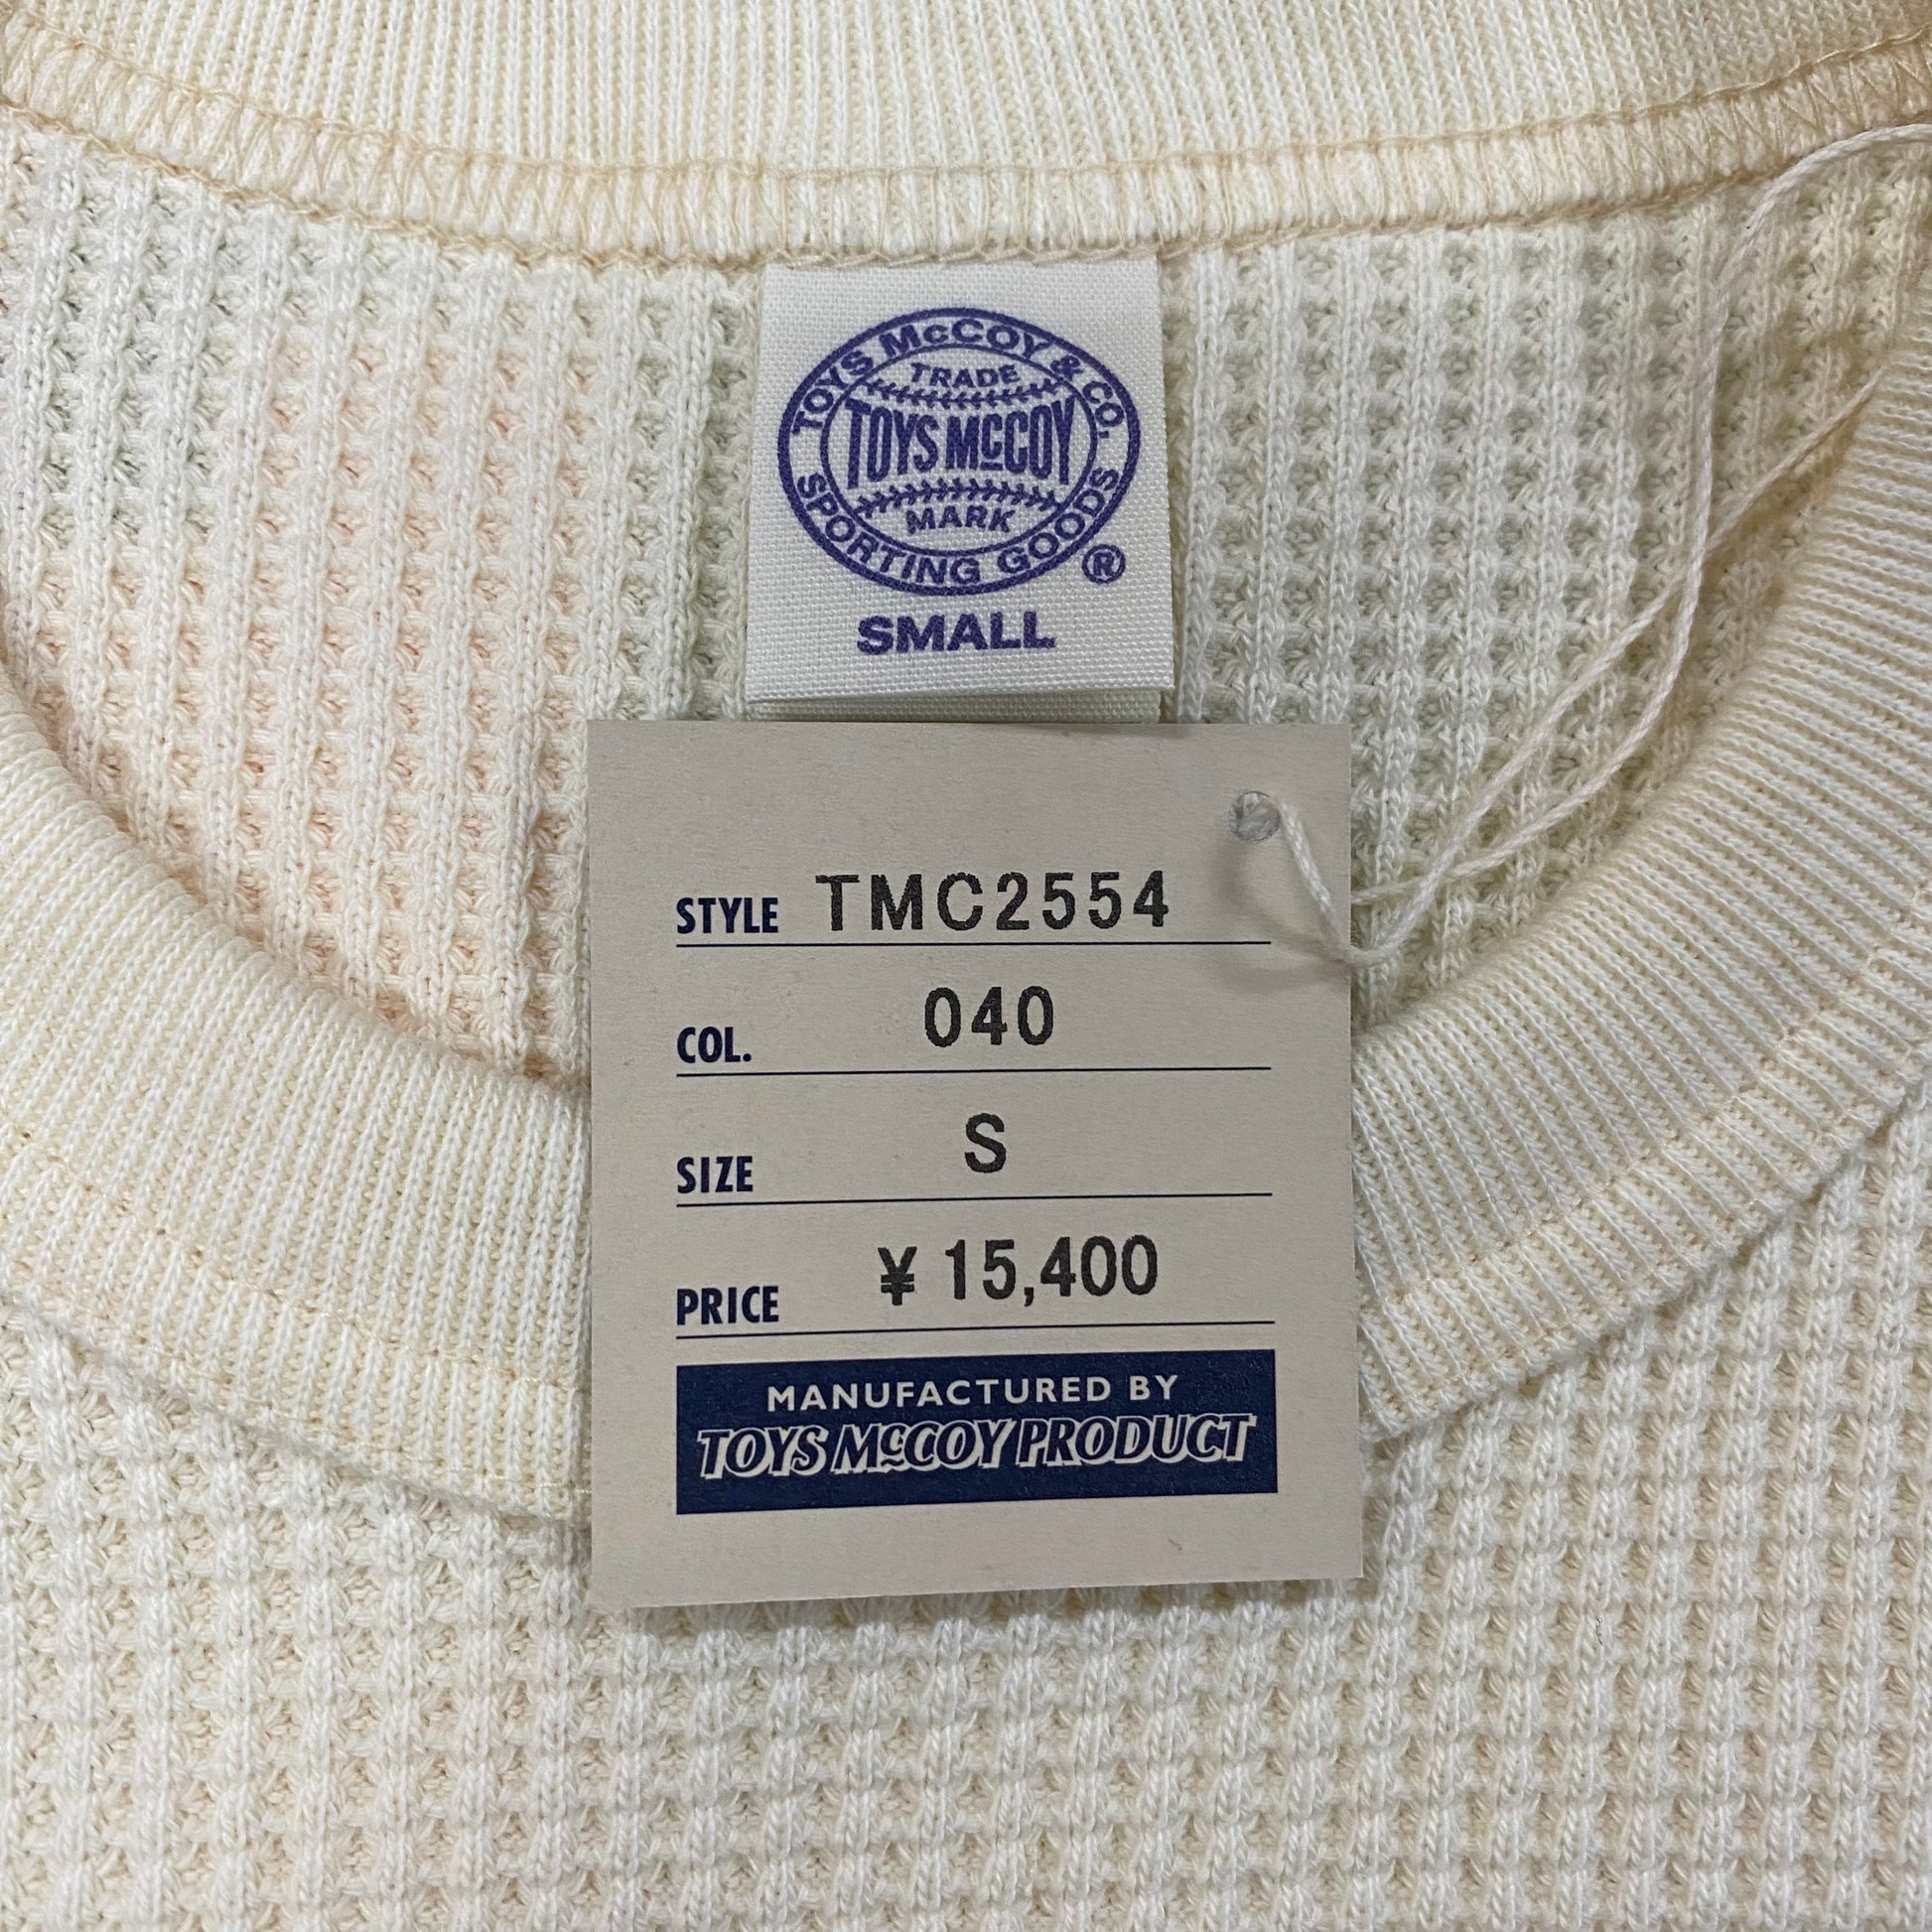 TOYS McCOY & CO.
TRADE
TOYS McCOY
MARK
SPORTING GOODS
®
SMALL
STYLE TMC2554
COL. 040
SIZE S
PRICE ¥ 15,400
MANUFACTURED BY
TOYS McCOY PRODUCT